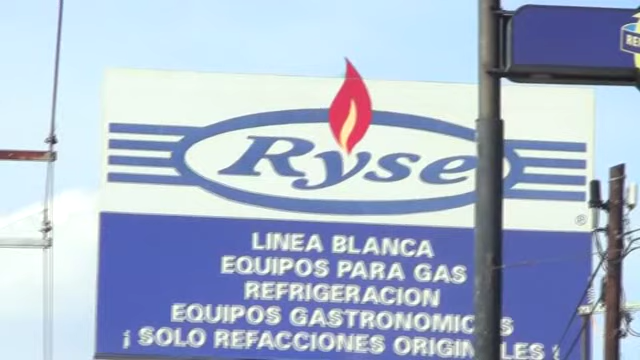 Ryse
®
LINEA BLANCA
EQUIPOS PARA GAS
REFRIGERACION
EQUIPOS GASTRONOMICOS
¡ SOLO REFACCIONES ORIGINALES !